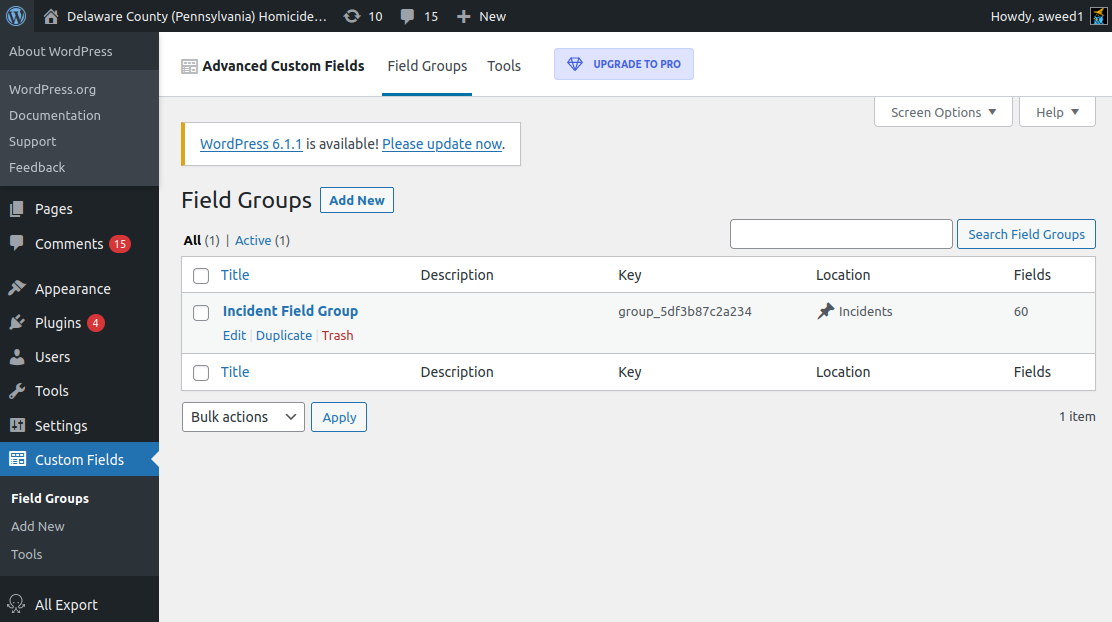 Delaware County (Pennsylvania) Homicide... 10 15 New Howdy, aweed1
About WordPress
WordPress.org
Documentation
Support
Feedback
Pages
Comments 15
Appearance
Plugins 4
Users
Tools
Settings
Custom Fields
Field Groups
Add New
Tools
All Export
Advanced Custom Fields Field Groups Tools UPGRADE TO PRO
Screen Options Help
WordPress 6.1.1 is available! Please update now.
Field Groups Add New
All (1) | Active (1)
Search Field Groups
Title Description Key Location Fields
Incident Field Group group_5df3b87c2a234 Incidents 60
Edit | Duplicate | Trash
Title Description Key Location Fields
Bulk actions Apply 1 item